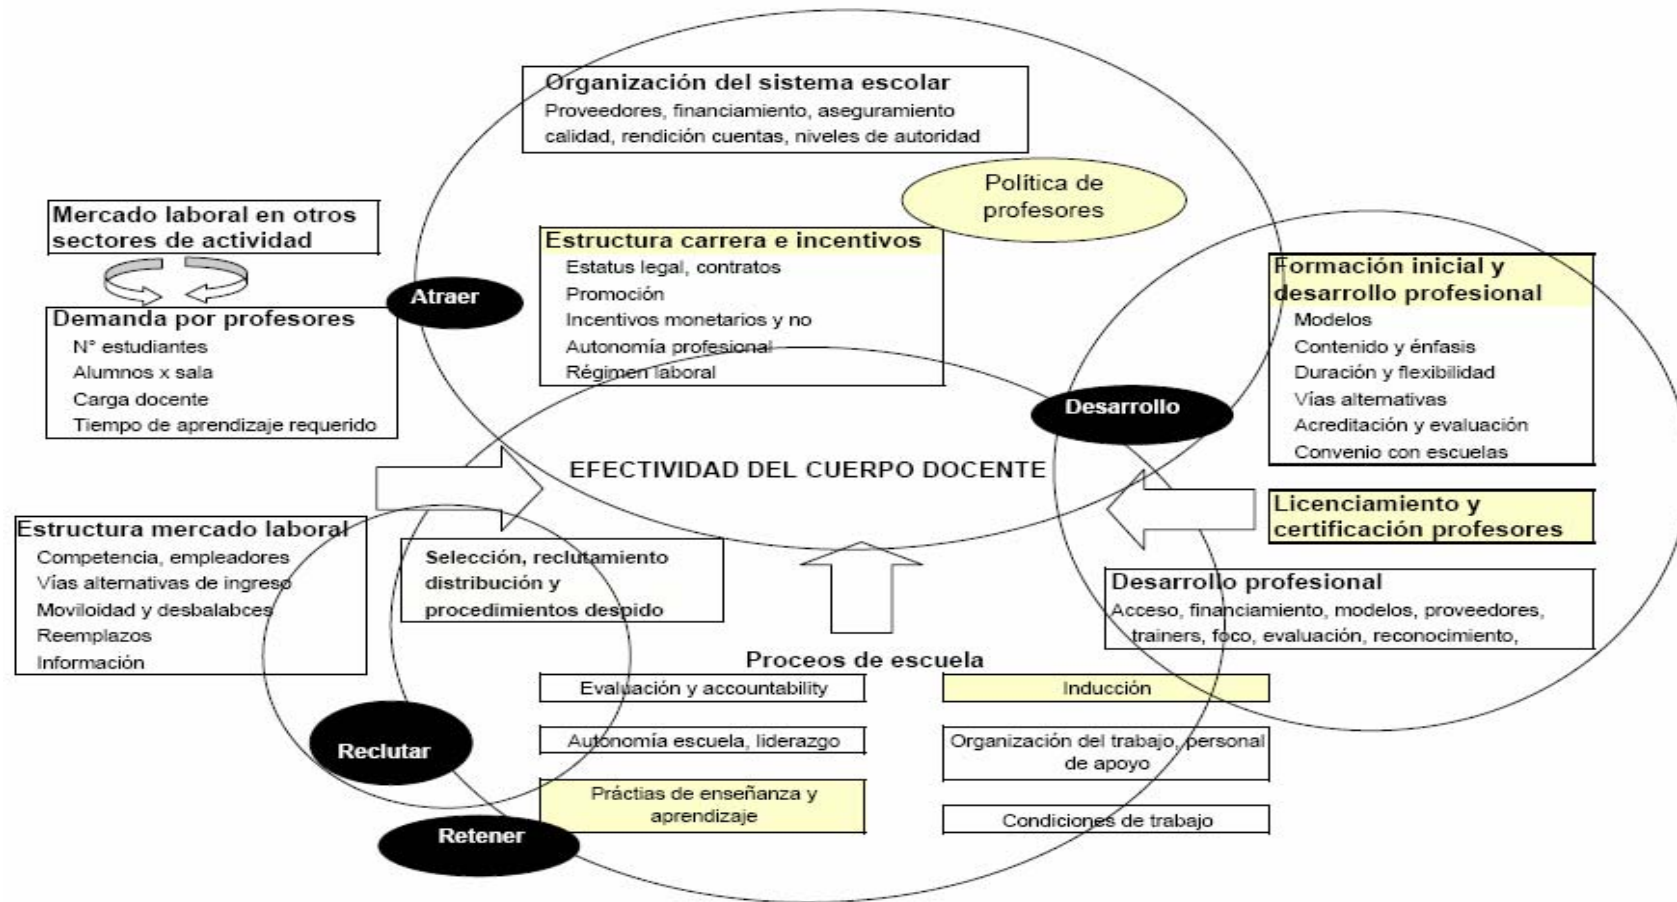 Organización del sistema escolar
Proveedores, financiamiento, aseguramiento
calidad, rendición cuentas, niveles de autoridad
Política de
profesores
Mercado laboral en otros
sectores de actividad
Estructura carrera e incentivos
Estatus legal, contratos
Promoción
Incentivos monetarios y no
Autonomía profesional
Régimen laboral
Atraer
Demanda por profesores
N° estudiantes
Alumnos x sala
Carga docente
Tiempo de aprendizaje requerido
Formación inicial y
desarrollo profesional
Modelos
Contenido y énfasis
Duración y flexibilidad
Vías alternativas
Acreditación y evaluación
Convenio con escuelas
Desarrollo
EFECTIVIDAD DEL CUERPO DOCENTE
Licenciamiento y
certificación profesores
Estructura mercado laboral
Competencia, empleadores
Vías alternativas de ingreso
Moviloidad y desbalabces
Reemplazos
Información
Selección, reclutamiento
distribución y
procedimientos despido
Desarrollo profesional
Acceso, financiamiento, modelos, proveedores,
trainers, foco, evaluación, reconocimiento,
Proceos de escuela
Evaluación y accountability
Inducción
Autonomía escuela, liderazgo
Organización del trabajo, personal
de apoyo
Práctias de enseñanza y
aprendizaje
Condiciones de trabajo
Reclutar
Retener